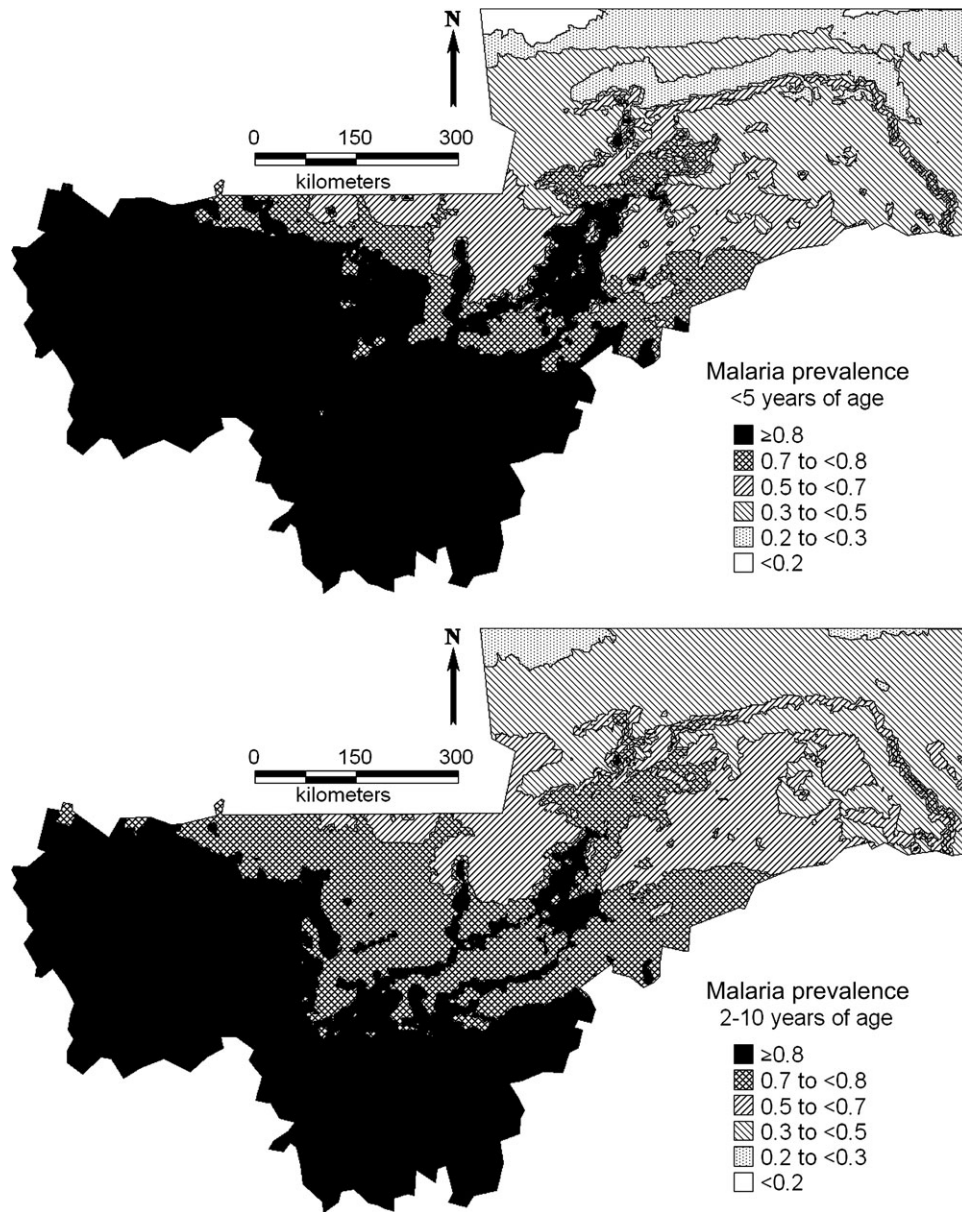 N
0 150 300
kilometers
Malaria prevalence
<5 years of age
≥0.8
0.7 to <0.8
0.5 to <0.7
0.3 to <0.5
0.2 to <0.3
<0.2
N
0 150 300
kilometers
Malaria prevalence
2-10 years of age
≥0.8
0.7 to <0.8
0.5 to <0.7
0.3 to <0.5
0.2 to <0.3
<0.2